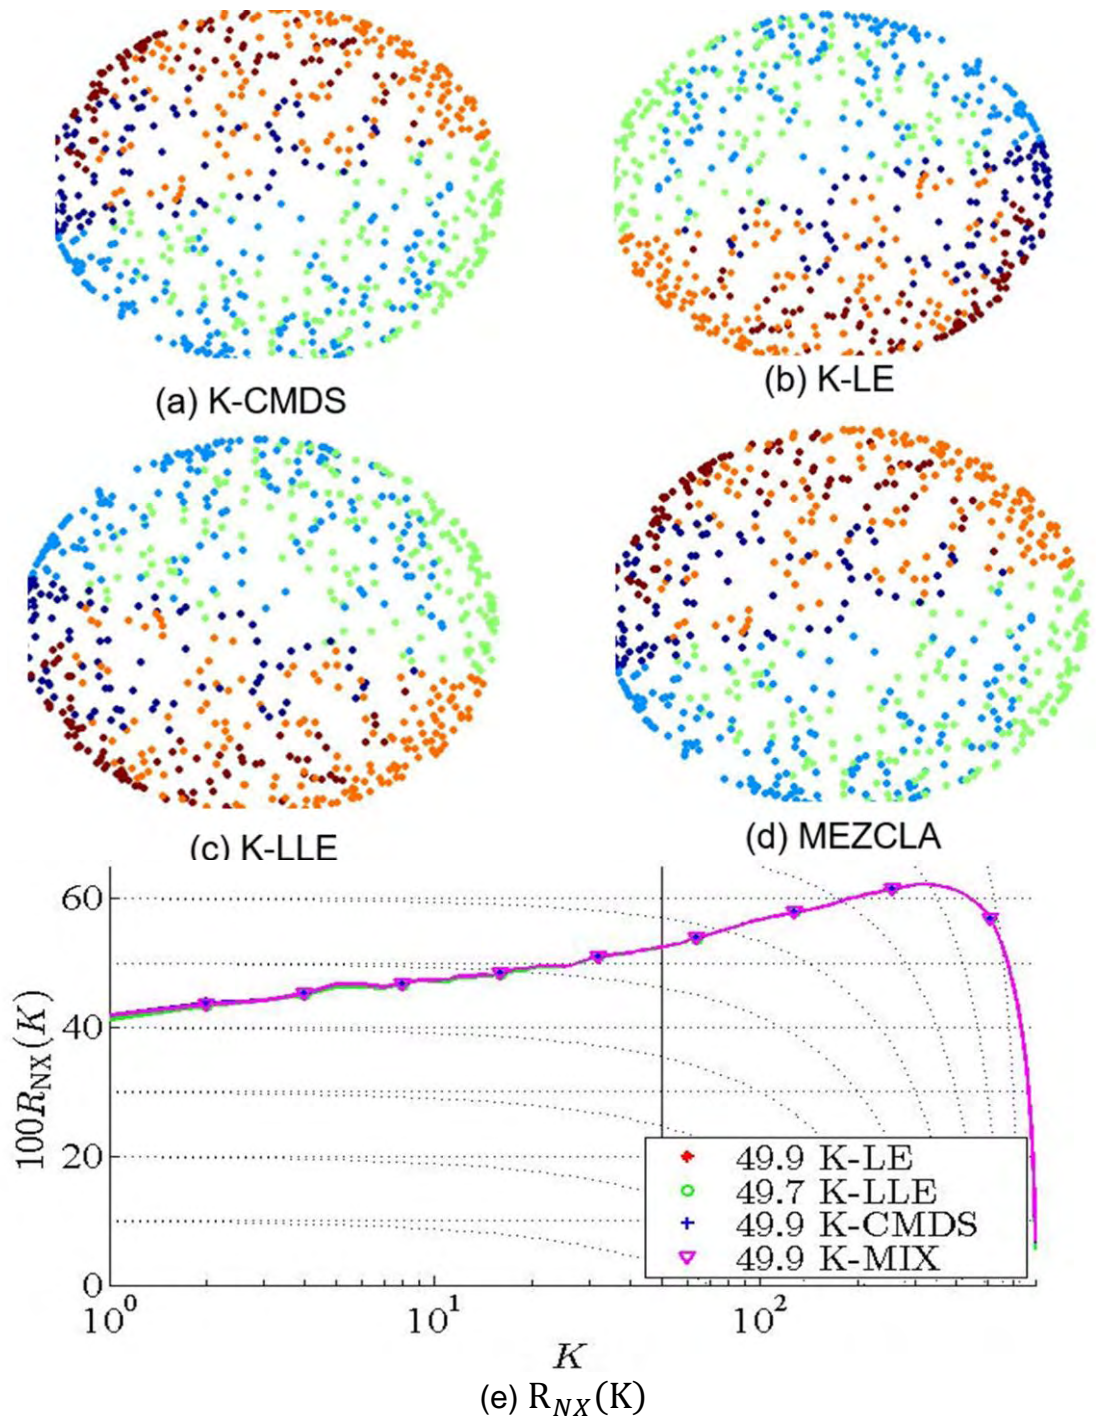 (a) K-CMDS
(b) K-LE
(c) K-LLE
(d) MEZCLA
100R_NX(K)
60
40
20
0
10^0
10^1
10^2
K
49.9 K-LE
49.7 K-LLE
49.9 K-CMDS
49.9 K-MIX
(e) R_NX(K)